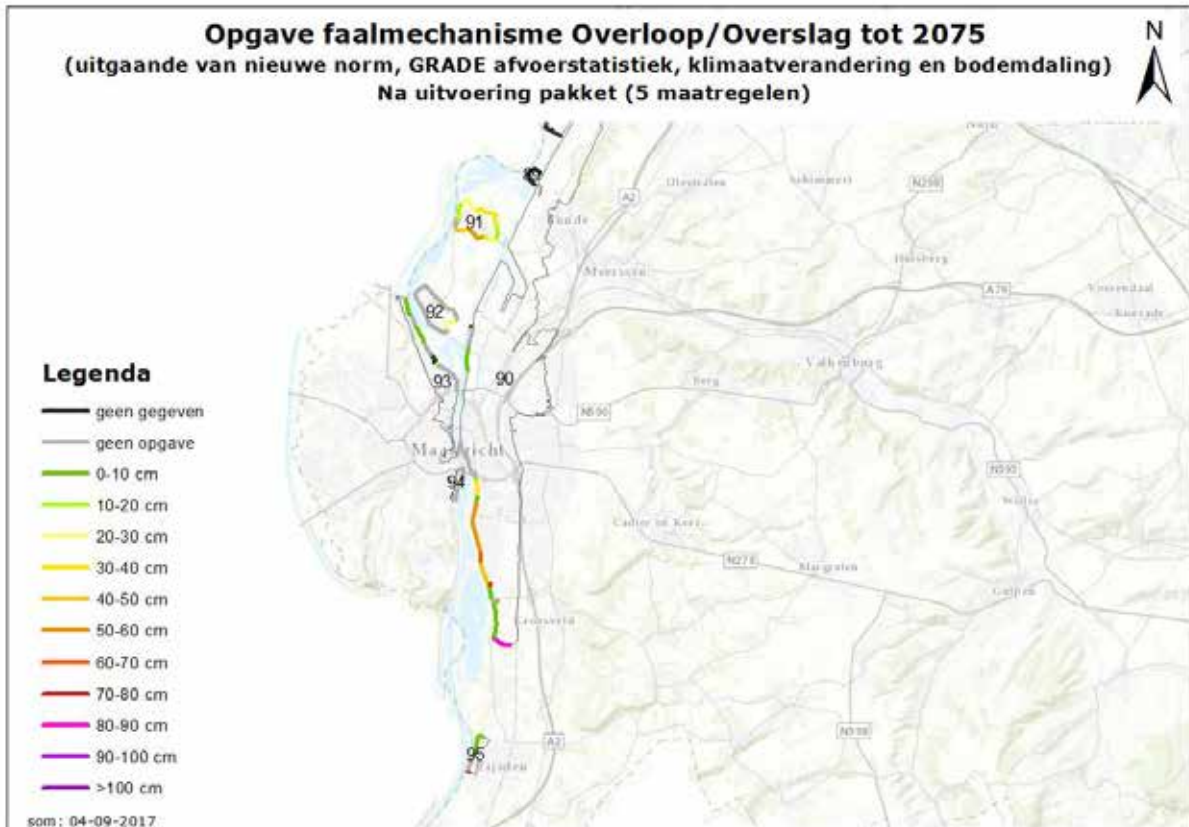 Opgave faalmechanisme Overloop/Overslag tot 2075
(uitgaande van nieuwe norm, GRADE afvoerstatistiek, klimaatverandering en bodemdaling)
Na uitvoering pakket (5 maatregelen)
N
A2
Meerssen
91
92
93
90
94
95
A79
Valkenburg
Berg
N590
Maastricht
Cadier en Keer
N278
Margraten
Gulpen
A2
Eijsden
Legenda
geen gegeven
geen opgave
0-10 cm
10-20 cm
20-30 cm
30-40 cm
40-50 cm
50-60 cm
60-70 cm
70-80 cm
80-90 cm
90-100 cm
>100 cm
som: 04-09-2017